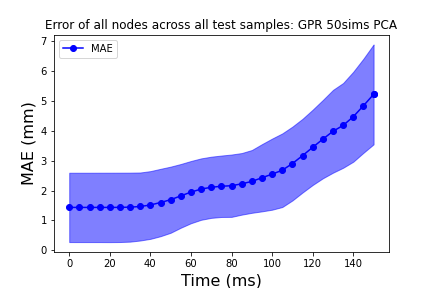 Error of all nodes across all test samples: GPR 50sims PCA
MAE
7
6
5
4
3
2
1
0
MAE (mm)
0 20 40 60 80 100 120 140
Time (ms)